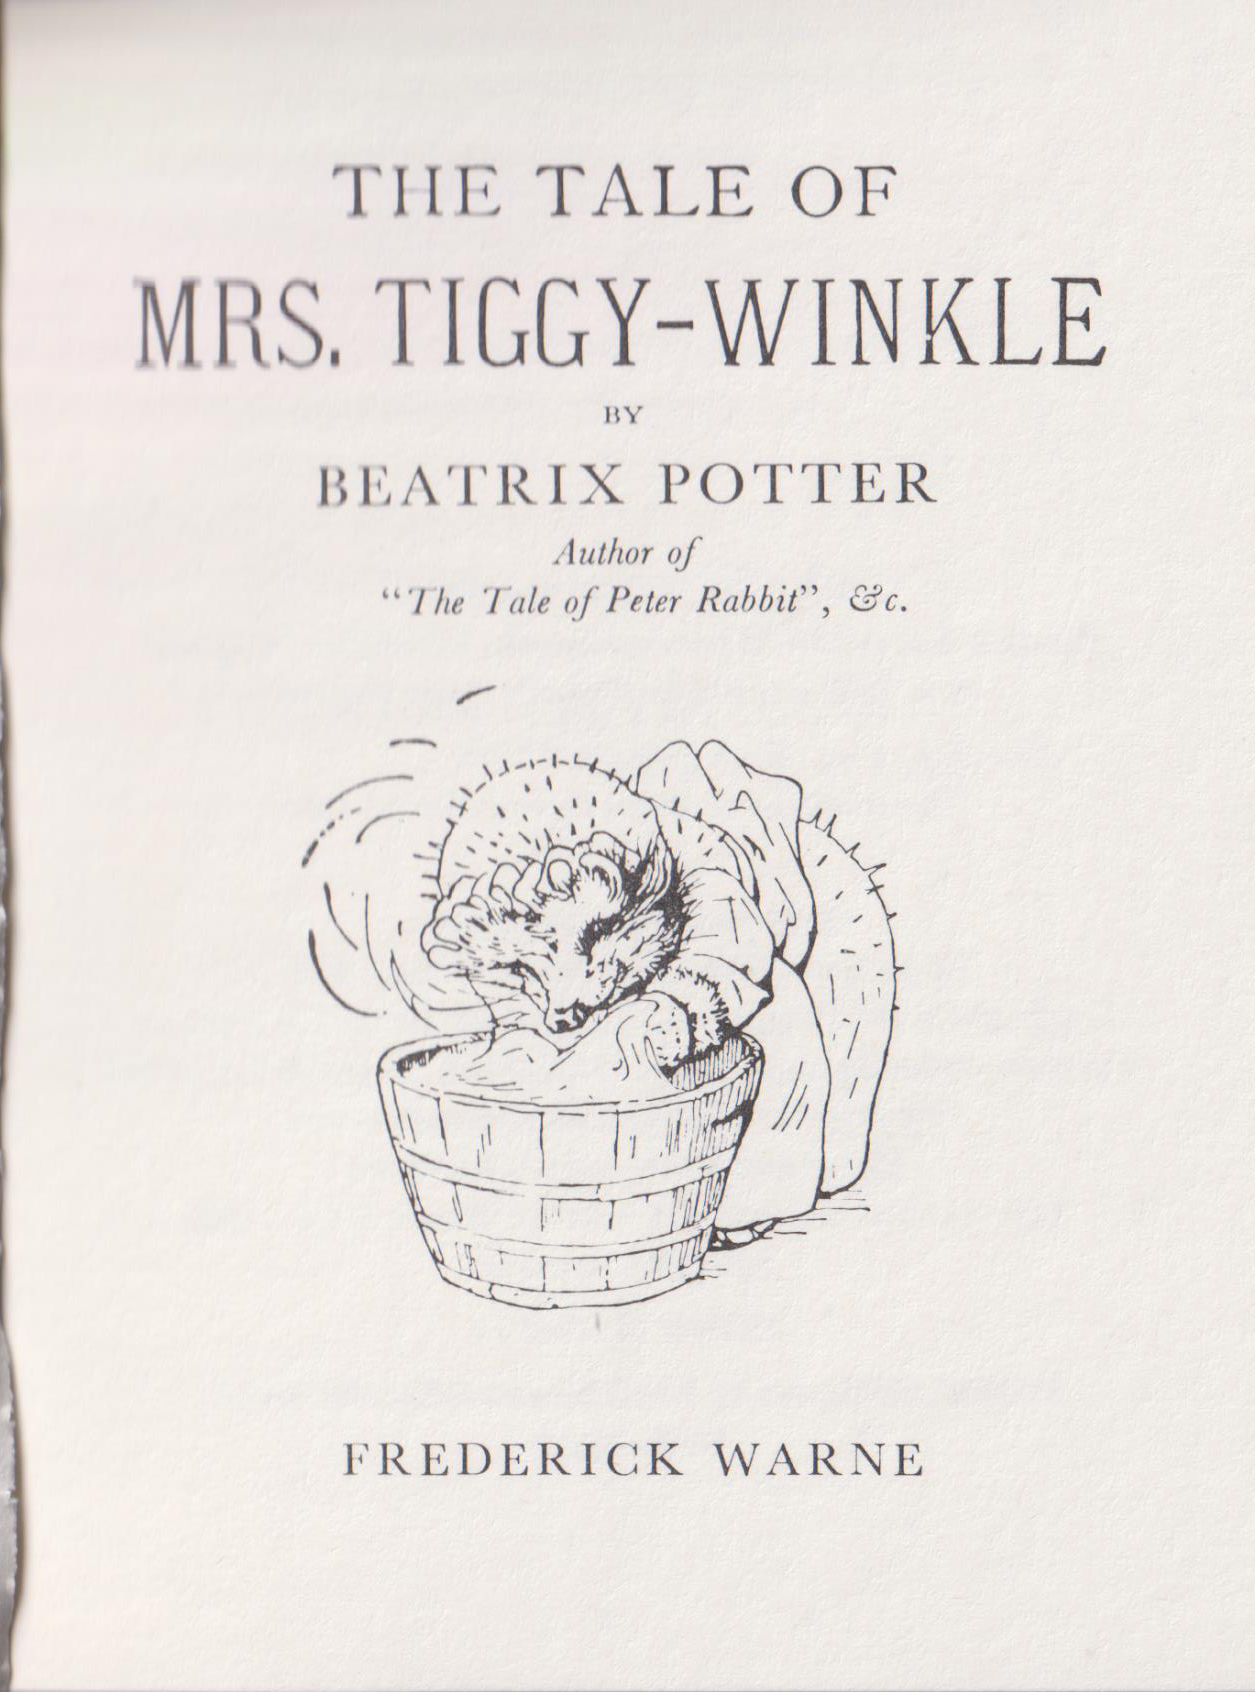 THE TALE OF
MRS. TIGGY-WINKLE
BY
BEATRIX POTTER
Author of
“The Tale of Peter Rabbit”, &c.
FREDERICK WARNE